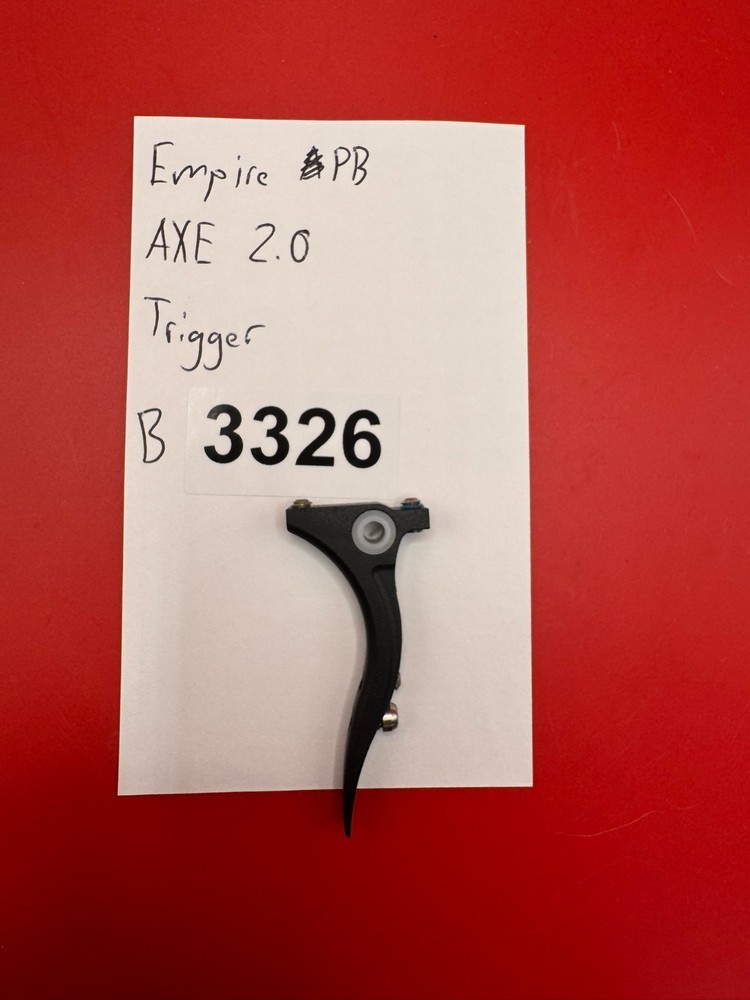 Empire PB
AXE 2.0
Trigger
B 3326